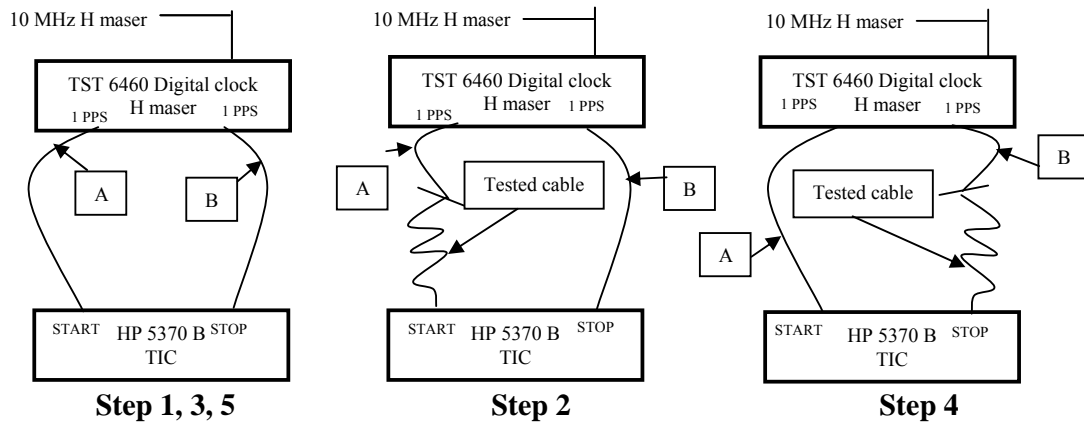 10 MHz H maser
TST 6460 Digital clock
H maser
1 PPS
1 PPS
A
B
START
HP 5370 B
STOP
TIC
Step 1, 3, 5
10 MHz H maser
TST 6460 Digital clock
1 PPS
H maser
1 PPS
A
Tested cable
B
START
HP 5370 B
STOP
TIC
Step 2
10 MHz H maser
TST 6460 Digital clock
1 PPS
H maser
1 PPS
B
Tested cable
A
START
HP 5370 B
STOP
TIC
Step 4